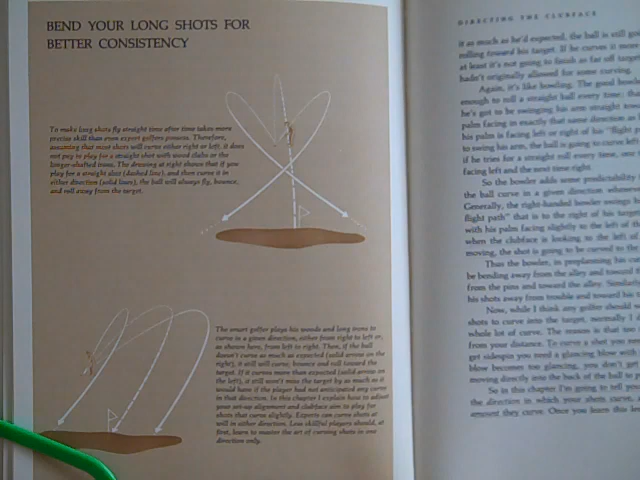 BEND YOUR LONG SHOTS FOR
BETTER CONSISTENCY
To make long shots fly straight time after time takes more
precise skill than even expert golfers possess. Therefore,
assuming that most shots will curve either right or left, it does
not pay to play for a straight shot with wood clubs or the
longer-shafted irons. The drawing at right shows that if you
play for a straight shot (dashed line), and then curve it in
either direction (solid lines), the ball will always fly, bounce,
and roll away from the target.
The smart golfer plays his woods and long irons to
curve in a given direction, either from right to left or,
as shown here, from left to right. Then, if the ball
doesn't curve as much as expected (solid arrow on the
right), it still will curve, bounce and roll toward the
target. If it curves more than expected (solid arrow on
the left), it still won't miss the target by as much as it
would have if the player had not anticipated any curve
in that direction. In this chapter I explain how to adjust
your set-up alignment and clubface aim to play for
shots that curve slightly. Experts can curve shots at
will in either direction. Less skillful players should, at
first, learn to master the art of curving shots in one
direction only.
DIRECTING THE CLUBFACE
it as much as he'd expected, the ball is still
rolling toward his target. If he curves it more
at least it's not going to finish as far off target
hadn't originally allowed for some curving.
Again, it's like bowling. The good bowler
enough to roll a straight ball every time;
he's got to be swinging his arm straight
palm facing in exactly that same direction
his palm is facing left or right of his "flight
to swing his arm, the ball is going to curve
if he tries for a straight roll every time, one
facing left and the next time right.
So the bowler adds some predictability
the ball curve in a given direction
Generally, the right-handed bowler swings
flight path" that is to the right of his target
with his palm facing slightly to the left of
when the clubface is looking to the left of
moving, the shot is going to be curved to the
Thus the bowler, in preplanning his
be bending away from the alley and toward
from the pins and toward the alley. Similarly
his shots away from trouble and toward his
Now, while I think any golfer should
shots to curve into the target, normally I
whole lot of curve. The reason is that too
from your distance. To curve a shot you
get sidespin you need a glancing blow with
blow becomes too glancing, you don't get
moving directly into the back of the ball to
So in this chapter I'm going to tell you
the direction in which your shots curve,
amount they curve. Once you learn this